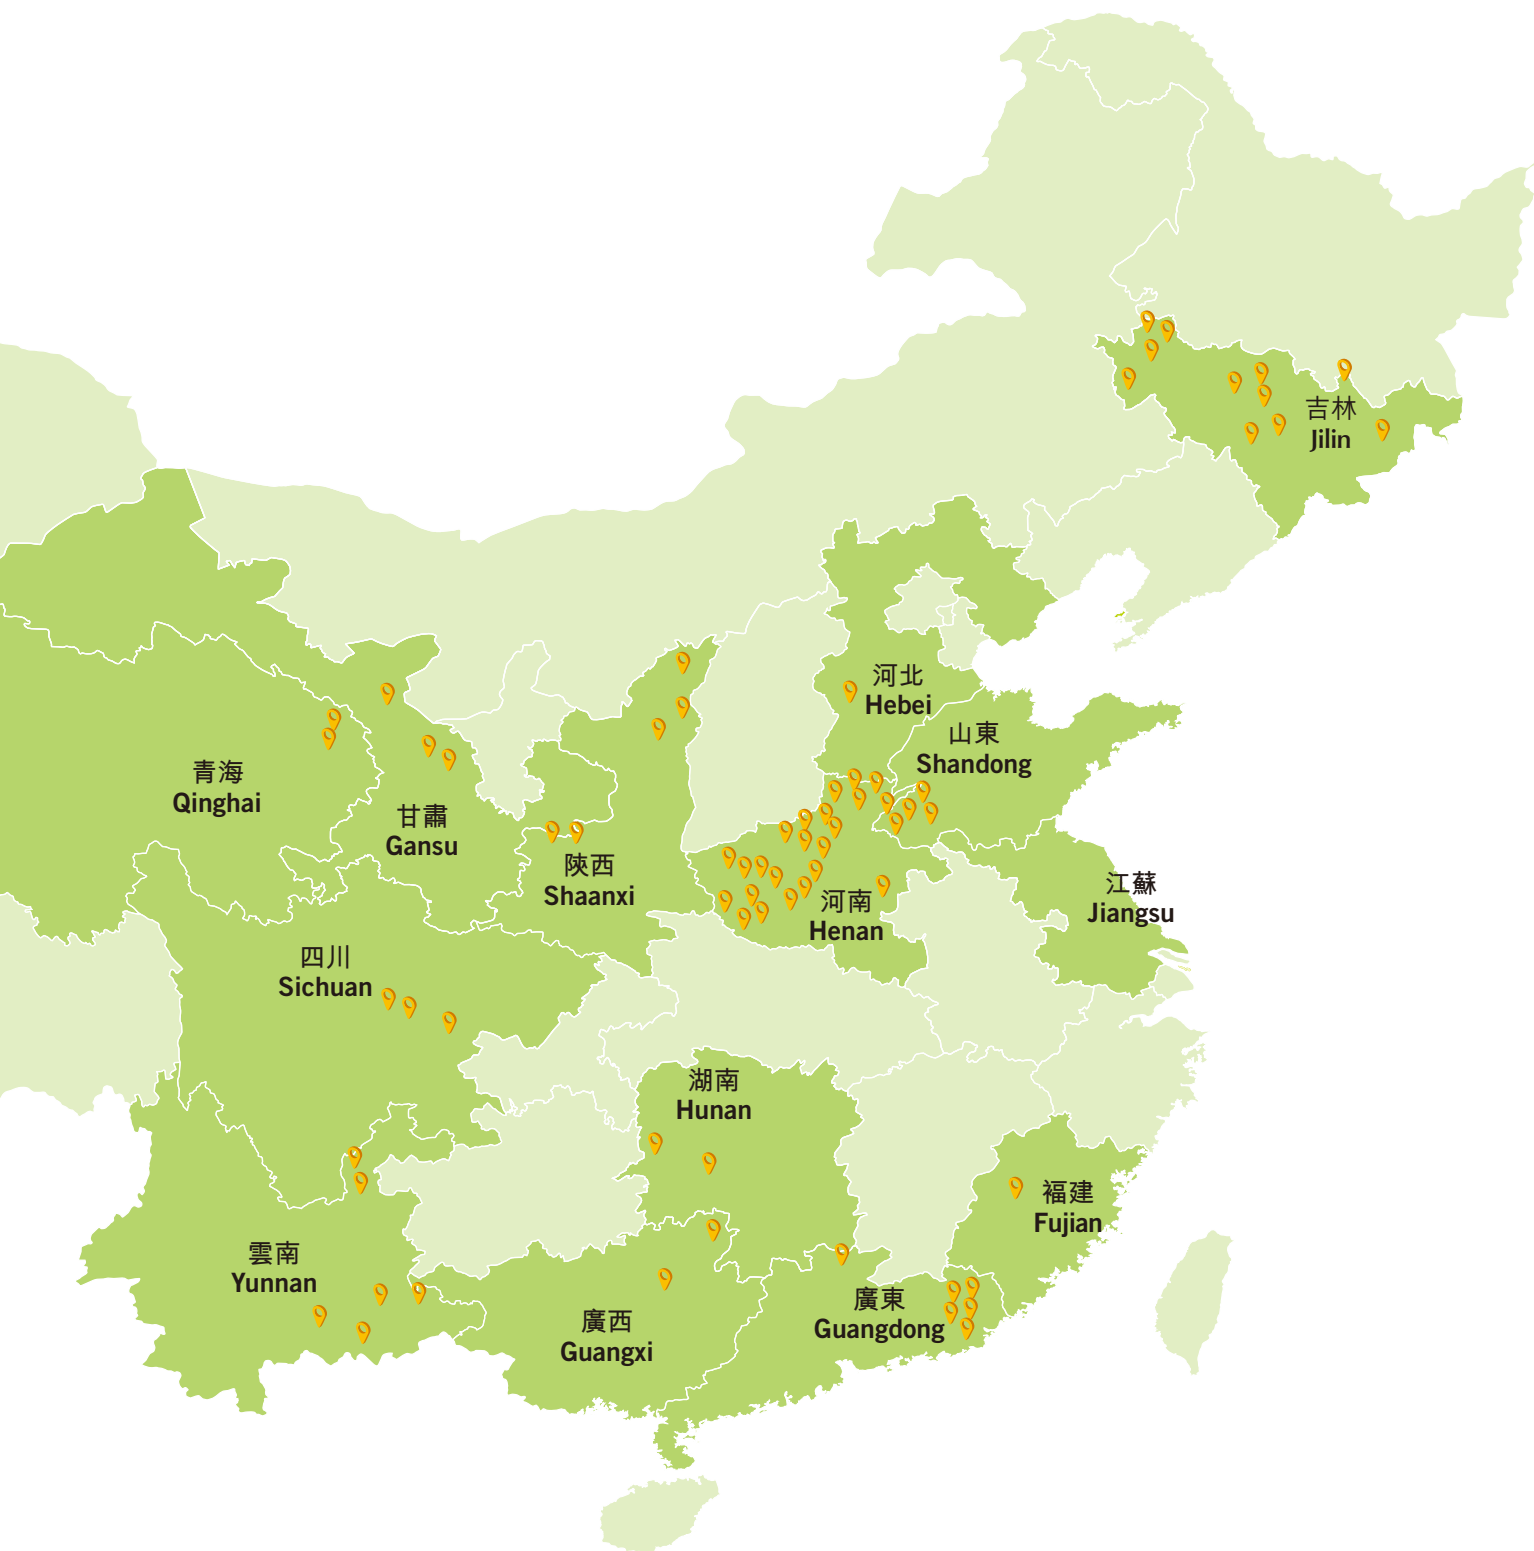 吉林
Jilin
河北
Hebei
山東
Shandong
青海
Qinghai
甘肅
Gansu
陝西
Shaanxi
江蘇
Jiangsu
河南
Henan
四川
Sichuan
湖南
Hunan
福建
Fujian
雲南
Yunnan
廣西
Guangxi
廣東
Guangdong